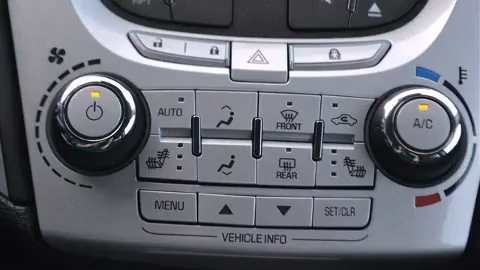 AUTO
FRONT
A/C
REAR
MENU
SET/CLR
VEHICLE INFO